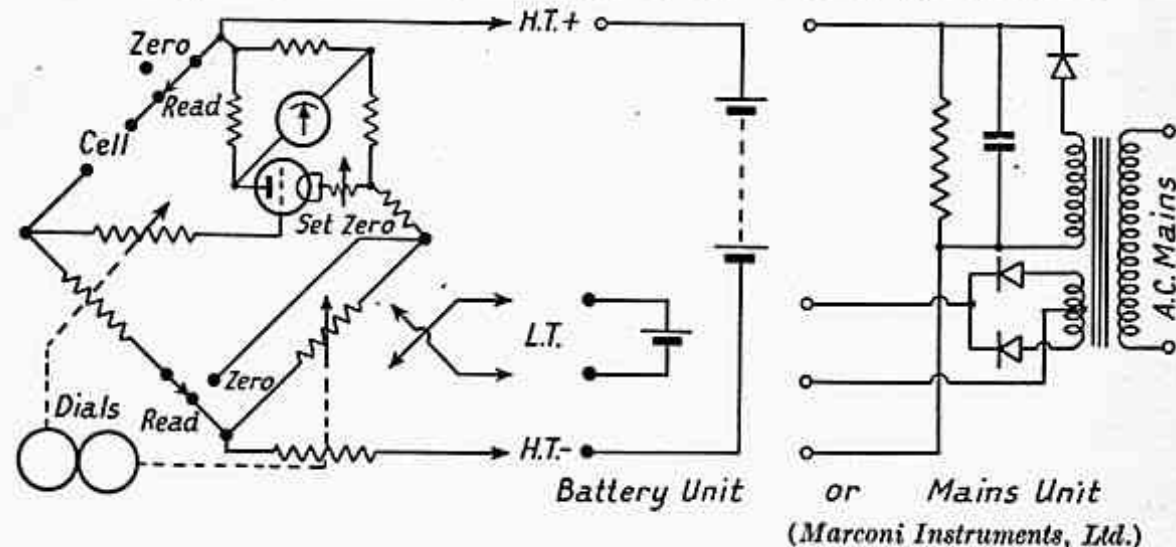 H.T.+
Zero
Read
Cell
Set Zero
L.T.
Zero
Dials
Read
H.T.-
A.C. Mains
Battery Unit or Mains Unit
(Marconi Instruments, Ltd.)